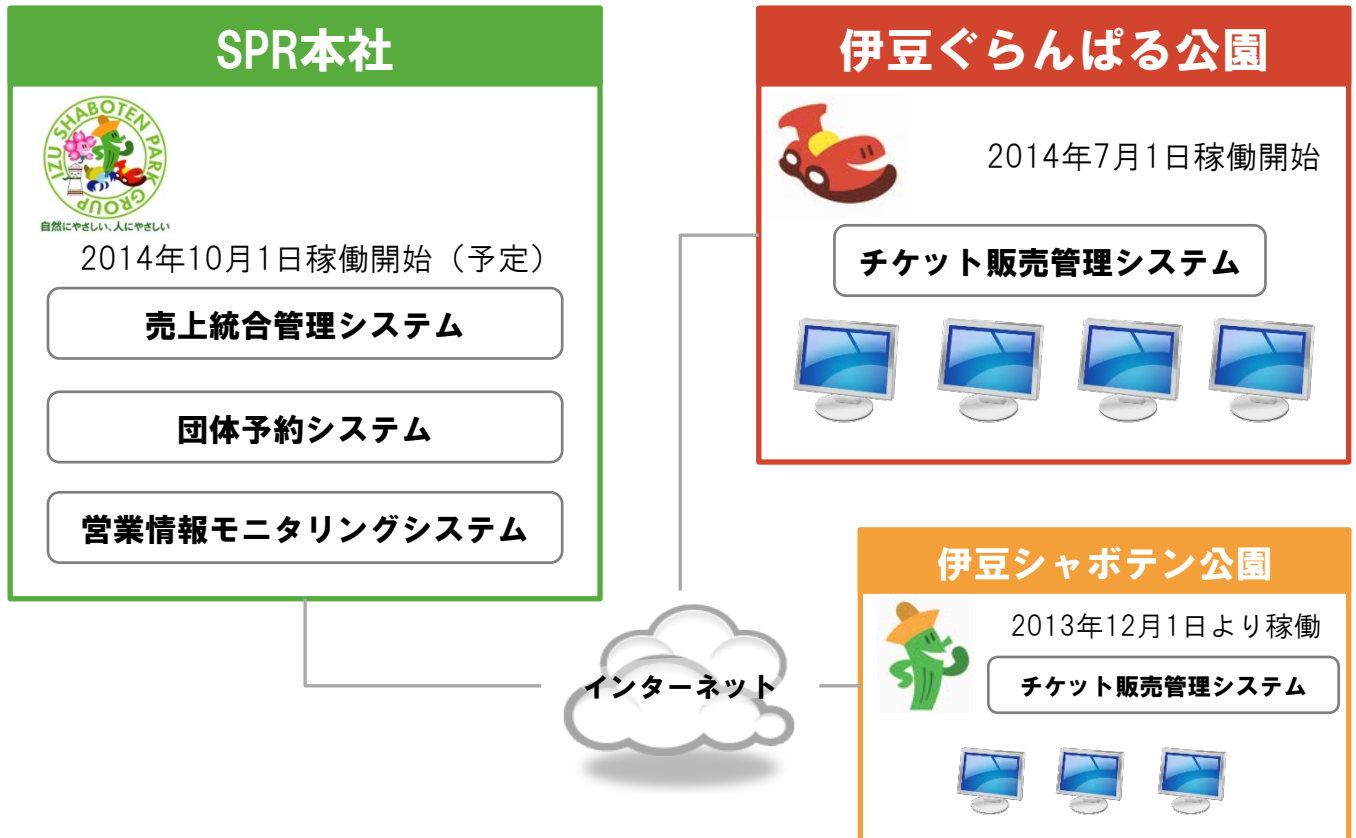 SPR本社
IZU SHABOTEN PARK GROUP
自然にやさしい、人にやさしい
2014年10月1日稼働開始（予定）
売上統合管理システム
団体予約システム
営業情報モニタリングシステム
伊豆ぐらんぱる公園
2014年7月1日稼働開始
チケット販売管理システム
インターネット
伊豆シャボテン公園
2013年12月1日より稼働
チケット販売管理システム